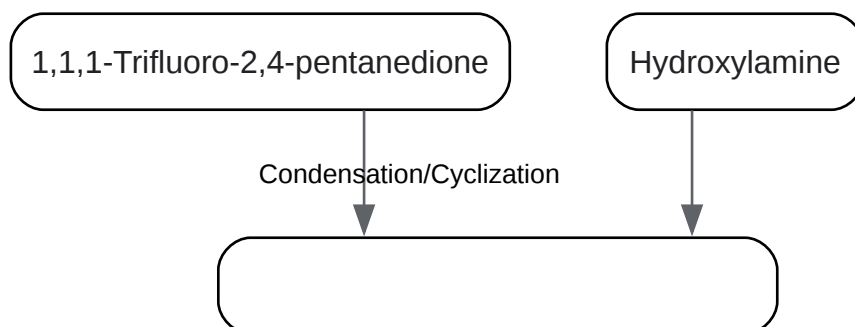 1,1,1-Trifluoro-2,4-pentanedione
Hydroxylamine
Condensation/Cyclization